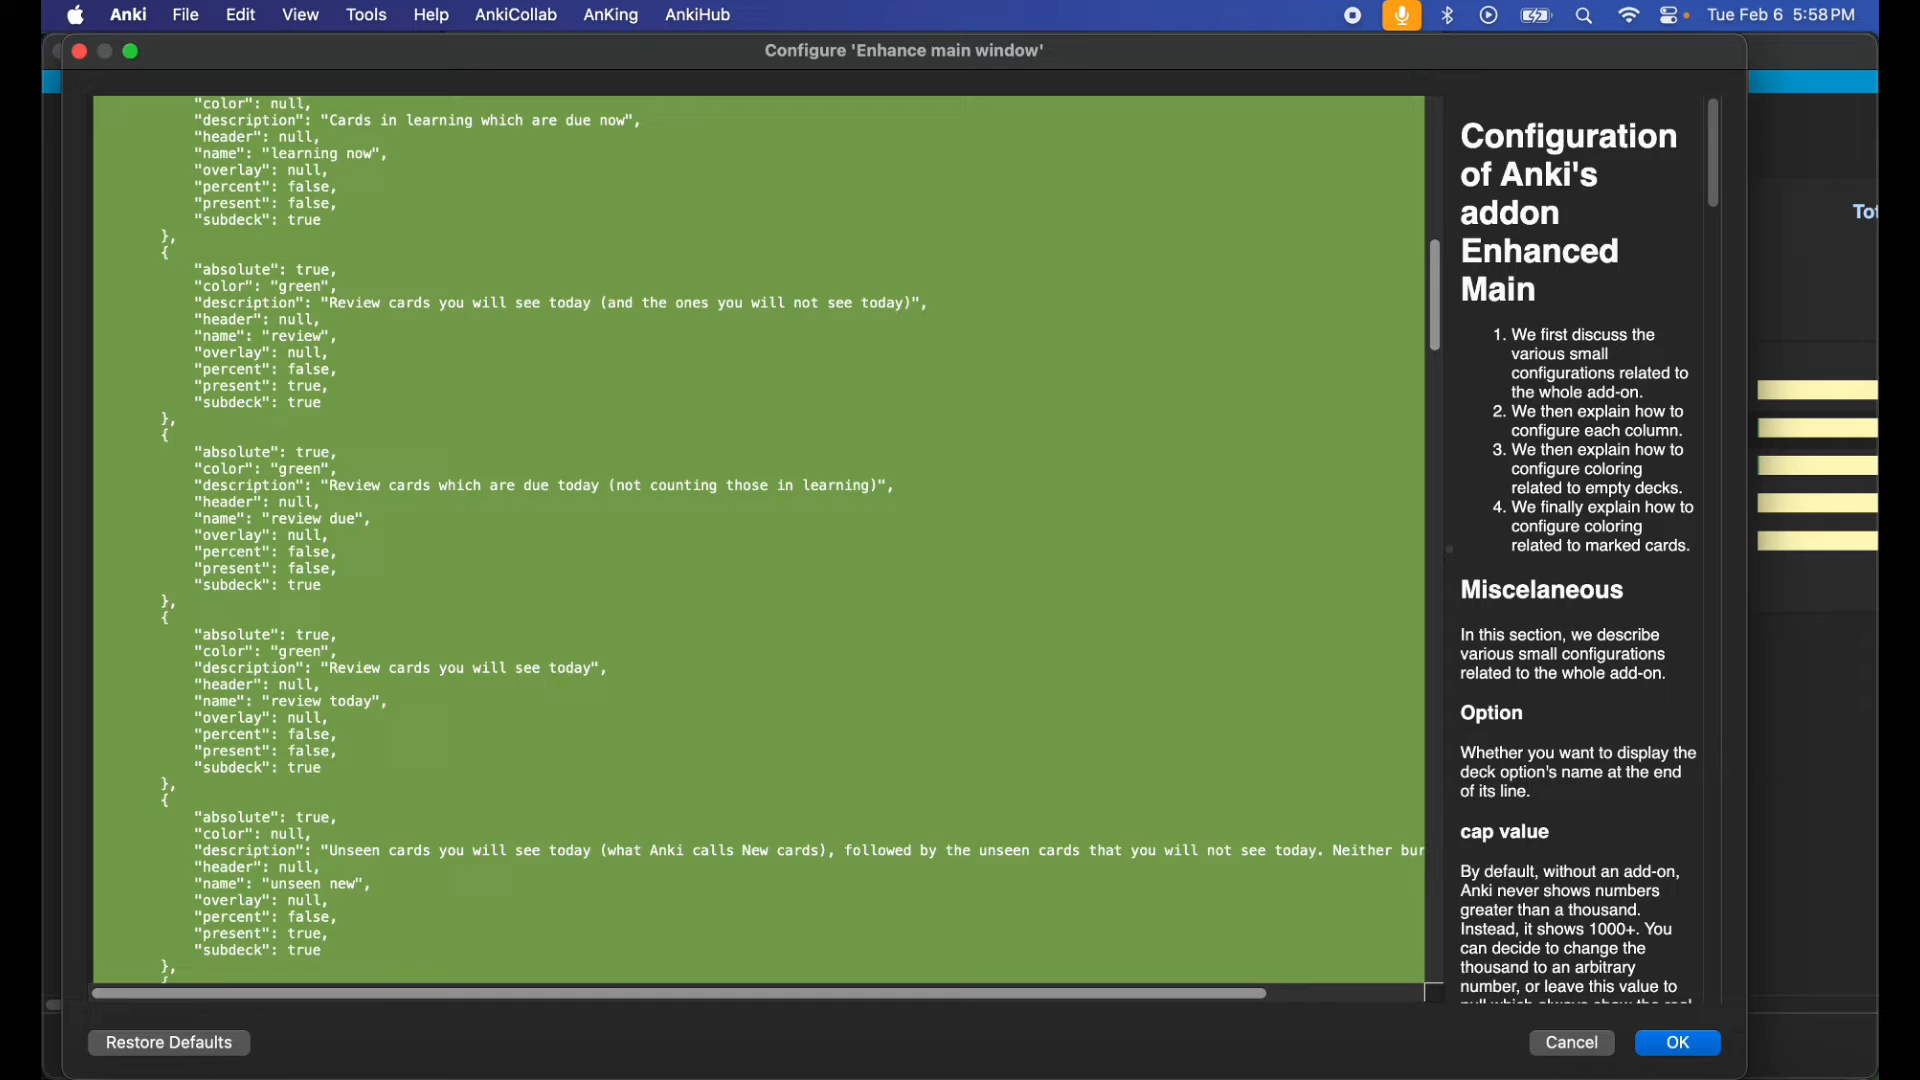 Anki File Edit View Tools Help AnkiCollab AnKing AnkiHub Tue Feb 6 5:58 PM
Configure 'Enhance main window'
"color": null,
"description": "Cards in learning which are due now",
"header": null,
"name": "learning now",
"overlay": null,
"percent": false,
"present": false,
"subdeck": true
},
{
"absolute": true,
"color": "green",
"description": "Review cards you will see today (and the ones you will not see today)",
"header": null,
"name": "review",
"overlay": null,
"percent": false,
"present": true,
"subdeck": true
},
{
"absolute": true,
"color": "green",
"description": "Review cards which are due today (not counting those in learning)",
"header": null,
"name": "review due",
"overlay": null,
"percent": false,
"present": false,
"subdeck": true
},
{
"absolute": true,
"color": "green",
"description": "Review cards you will see today",
"header": null,
"name": "review today",
"overlay": null,
"percent": false,
"present": false,
"subdeck": true
},
{
"absolute": true,
"color": null,
"description": "Unseen cards you will see today (what Anki calls New cards), followed by the unseen cards that you will not see today. Neither bur
"header": null,
"name": "unseen new",
"overlay": null,
"percent": false,
"present": true,
"subdeck": true
},
{
Configuration
of Anki's
addon
Enhanced
Main
1. We first discuss the
various small
configurations related to
the whole add-on.
2. We then explain how to
configure each column.
3. We then explain how to
configure coloring
related to empty decks.
4. We finally explain how to
configure coloring
related to marked cards.
Miscelaneous
In this section, we describe
various small configurations
related to the whole add-on.
Option
Whether you want to display the
deck option's name at the end
of its line.
cap value
By default, without an add-on,
Anki never shows numbers
greater than a thousand.
Instead, it shows 1000+. You
can decide to change the
thousand to an arbitrary
number, or leave this value to
Tot
Restore Defaults
Cancel
OK